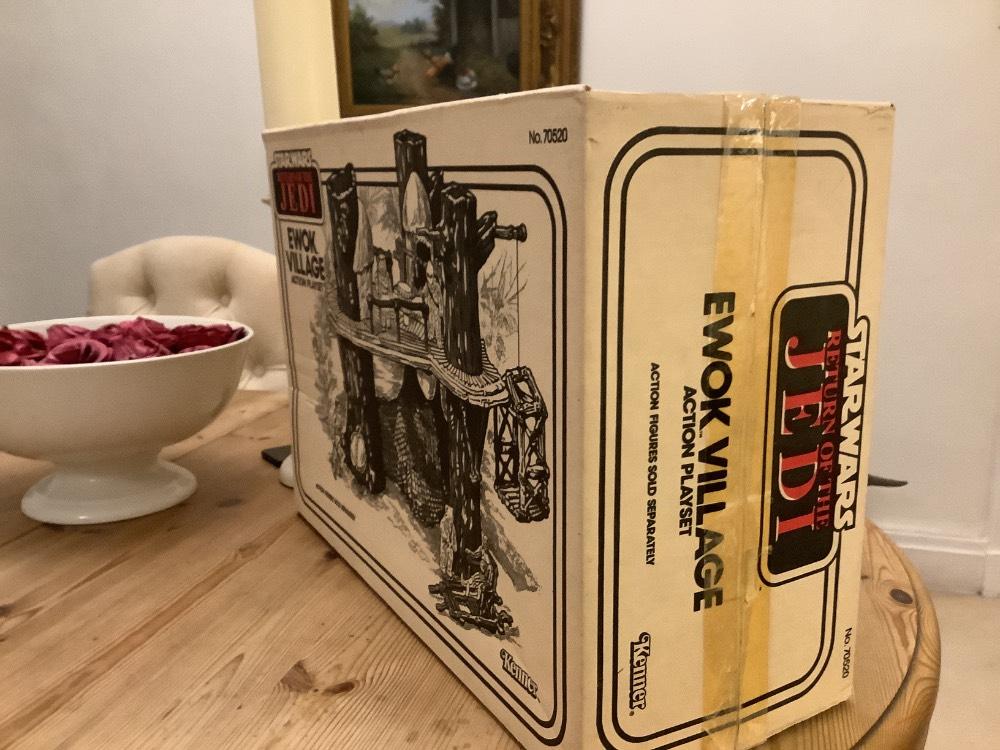 No. 70520
STAR WARS
RETURN OF THE
JEDI
EWOK
VILLAGE
ACTION PLAYSET
Kenner
STAR WARS
RETURN OF THE
JEDI
EWOK VILLAGE
ACTION PLAYSET
ACTION FIGURES SOLD SEPARATELY
Kenner®
No. 70520